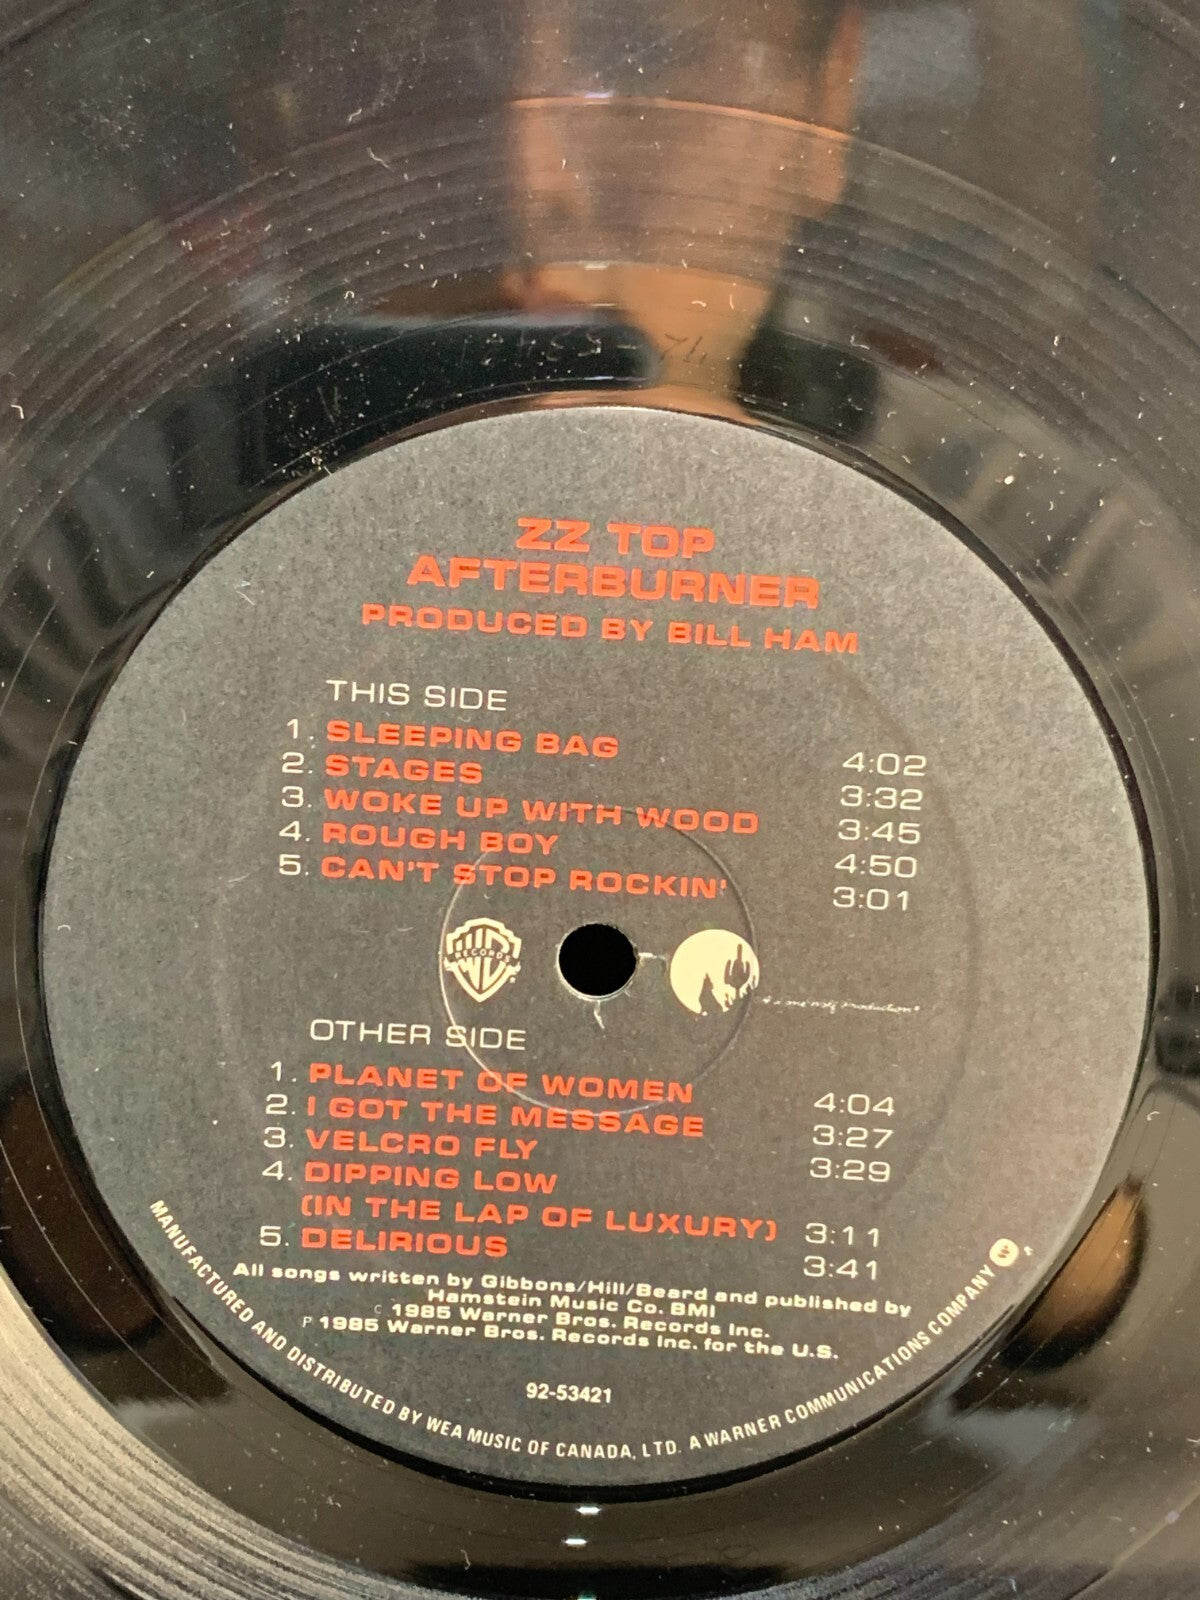 ZZ TOP
AFTERBURNER
PRODUCED BY BILL HAM
THIS SIDE
1. SLEEPING BAG 4:02
2. STAGES 3:32
3. WOKE UP WITH WOOD 3:45
4. ROUGH BOY 4:50
5. CAN'T STOP ROCKIN' 3:01
W RECORDS
OTHER SIDE
1. PLANET OF WOMEN 4:04
2. I GOT THE MESSAGE 3:27
3. VELCRO FLY 3:29
4. DIPPING LOW
(IN THE LAP OF LUXURY) 3:11
5. DELIRIOUS 3:41
All songs written by Gibbons/Hill/Beard and published by
Hamstein Music Co. BMI
C 1985 Warner Bros. Records Inc.
P 1985 Warner Bros. Records Inc. for the U.S.
92-53421
MANUFACTURED AND DISTRIBUTED BY WEA MUSIC OF CANADA, LTD. A WARNER COMMUNICATIONS COMPANY